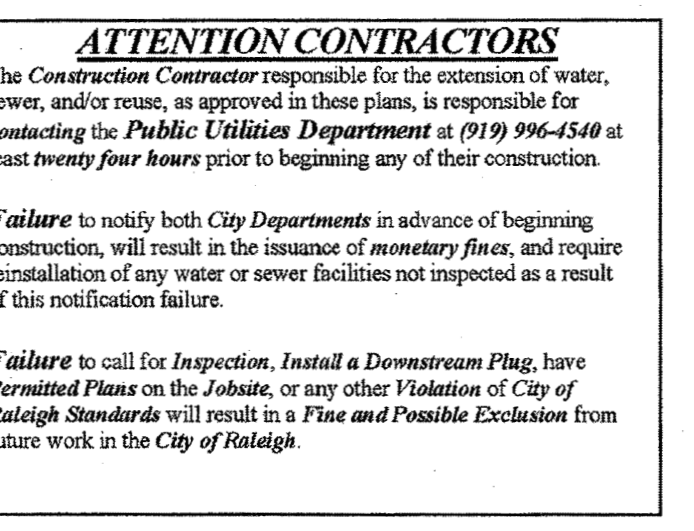 ATTENTION CONTRACTORS
he Construction Contractor responsible for the extension of water,
ewer, and/or reuse, as approved in these plans, is responsible for
ontacting the Public Utilities Department at (919) 996-4540 at
east twenty four hours prior to beginning any of their construction.
Failure to notify both City Departments in advance of beginning
onstruction, will result in the issuance of monetary fines, and require
einstallation of any water or sewer facilities not inspected as a result
f this notification failure.
Failure to call for Inspection, Install a Downstream Plug, have
ermitted Plans on the Jobsite, or any other Violation of City of
aleigh Standards will result in a Fine and Possible Exclusion from
uture work in the City of Raleigh.